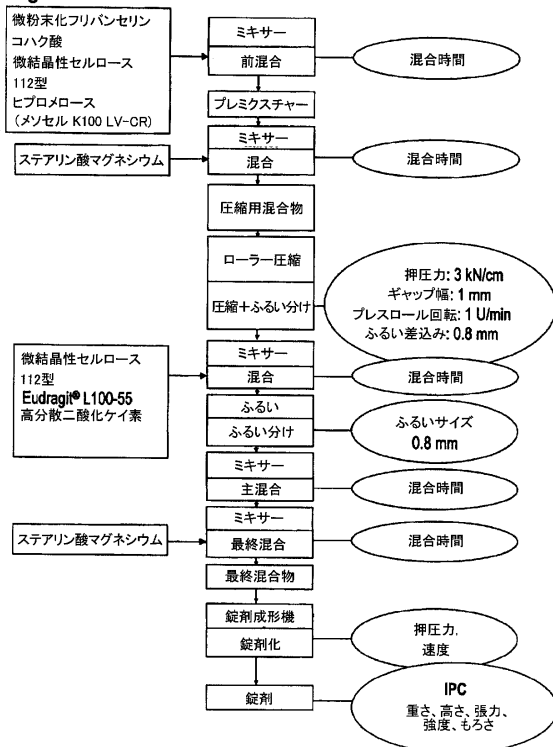 微粉末化フリバンセリン
コハク酸
微結晶性セルロース
112型
ヒプロメロース
(メソセル K100 LV-CR)
ミキサー
前混合
混合時間
プレミクスチャー
ステアリン酸マグネシウム
ミキサー
混合
混合時間
圧縮用混合物
ローラー圧縮
圧縮+ふるい分け
押圧力: 3 kN/cm
ギャップ幅: 1 mm
プレスロール回転: 1 U/min
ふるい差込み: 0.8 mm
微結晶性セルロース
112型
Eudragit® L100-55
高分散二酸化ケイ素
ミキサー
混合
混合時間
ふるい
ふるい分け
ふるいサイズ
0.8 mm
ミキサー
主混合
混合時間
ステアリン酸マグネシウム
ミキサー
最終混合
混合時間
最終混合物
錠剤成形機
錠剤化
押圧力,
速度
錠剤
IPC
重さ、高さ、張力、
強度、もろさ